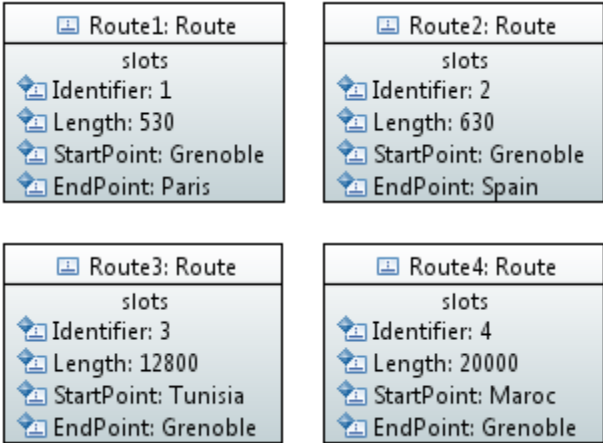 Route1: Route
slots
Identifier: 1
Length: 530
StartPoint: Grenoble
EndPoint: Paris
Route2: Route
slots
Identifier: 2
Length: 630
StartPoint: Grenoble
EndPoint: Spain
Route3: Route
slots
Identifier: 3
Length: 12800
StartPoint: Tunisia
EndPoint: Grenoble
Route4: Route
slots
Identifier: 4
Length: 20000
StartPoint: Maroc
EndPoint: Grenoble